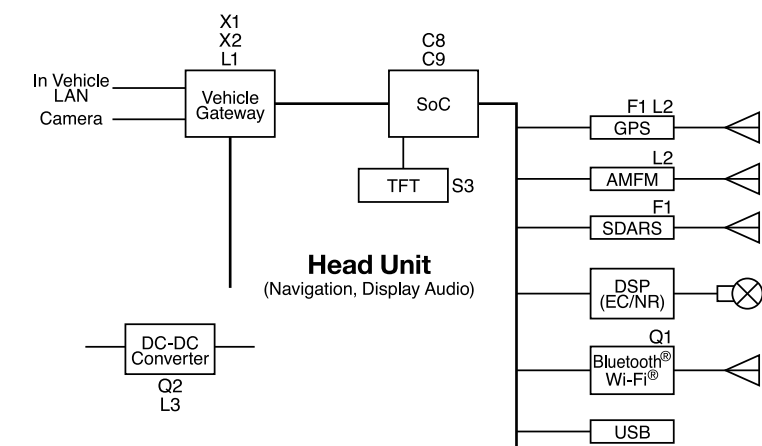 X1
X2
L1
In Vehicle
LAN
Camera
Vehicle
Gateway
C8
C9
SoC
TFT
S3
F1 L2
GPS
L2
AMFM
F1
SDARS
Head Unit
(Navigation, Display Audio)
DSP
(EC/NR)
DC-DC
Converter
Q2
L3
Q1
Bluetooth®
Wi-Fi®
USB